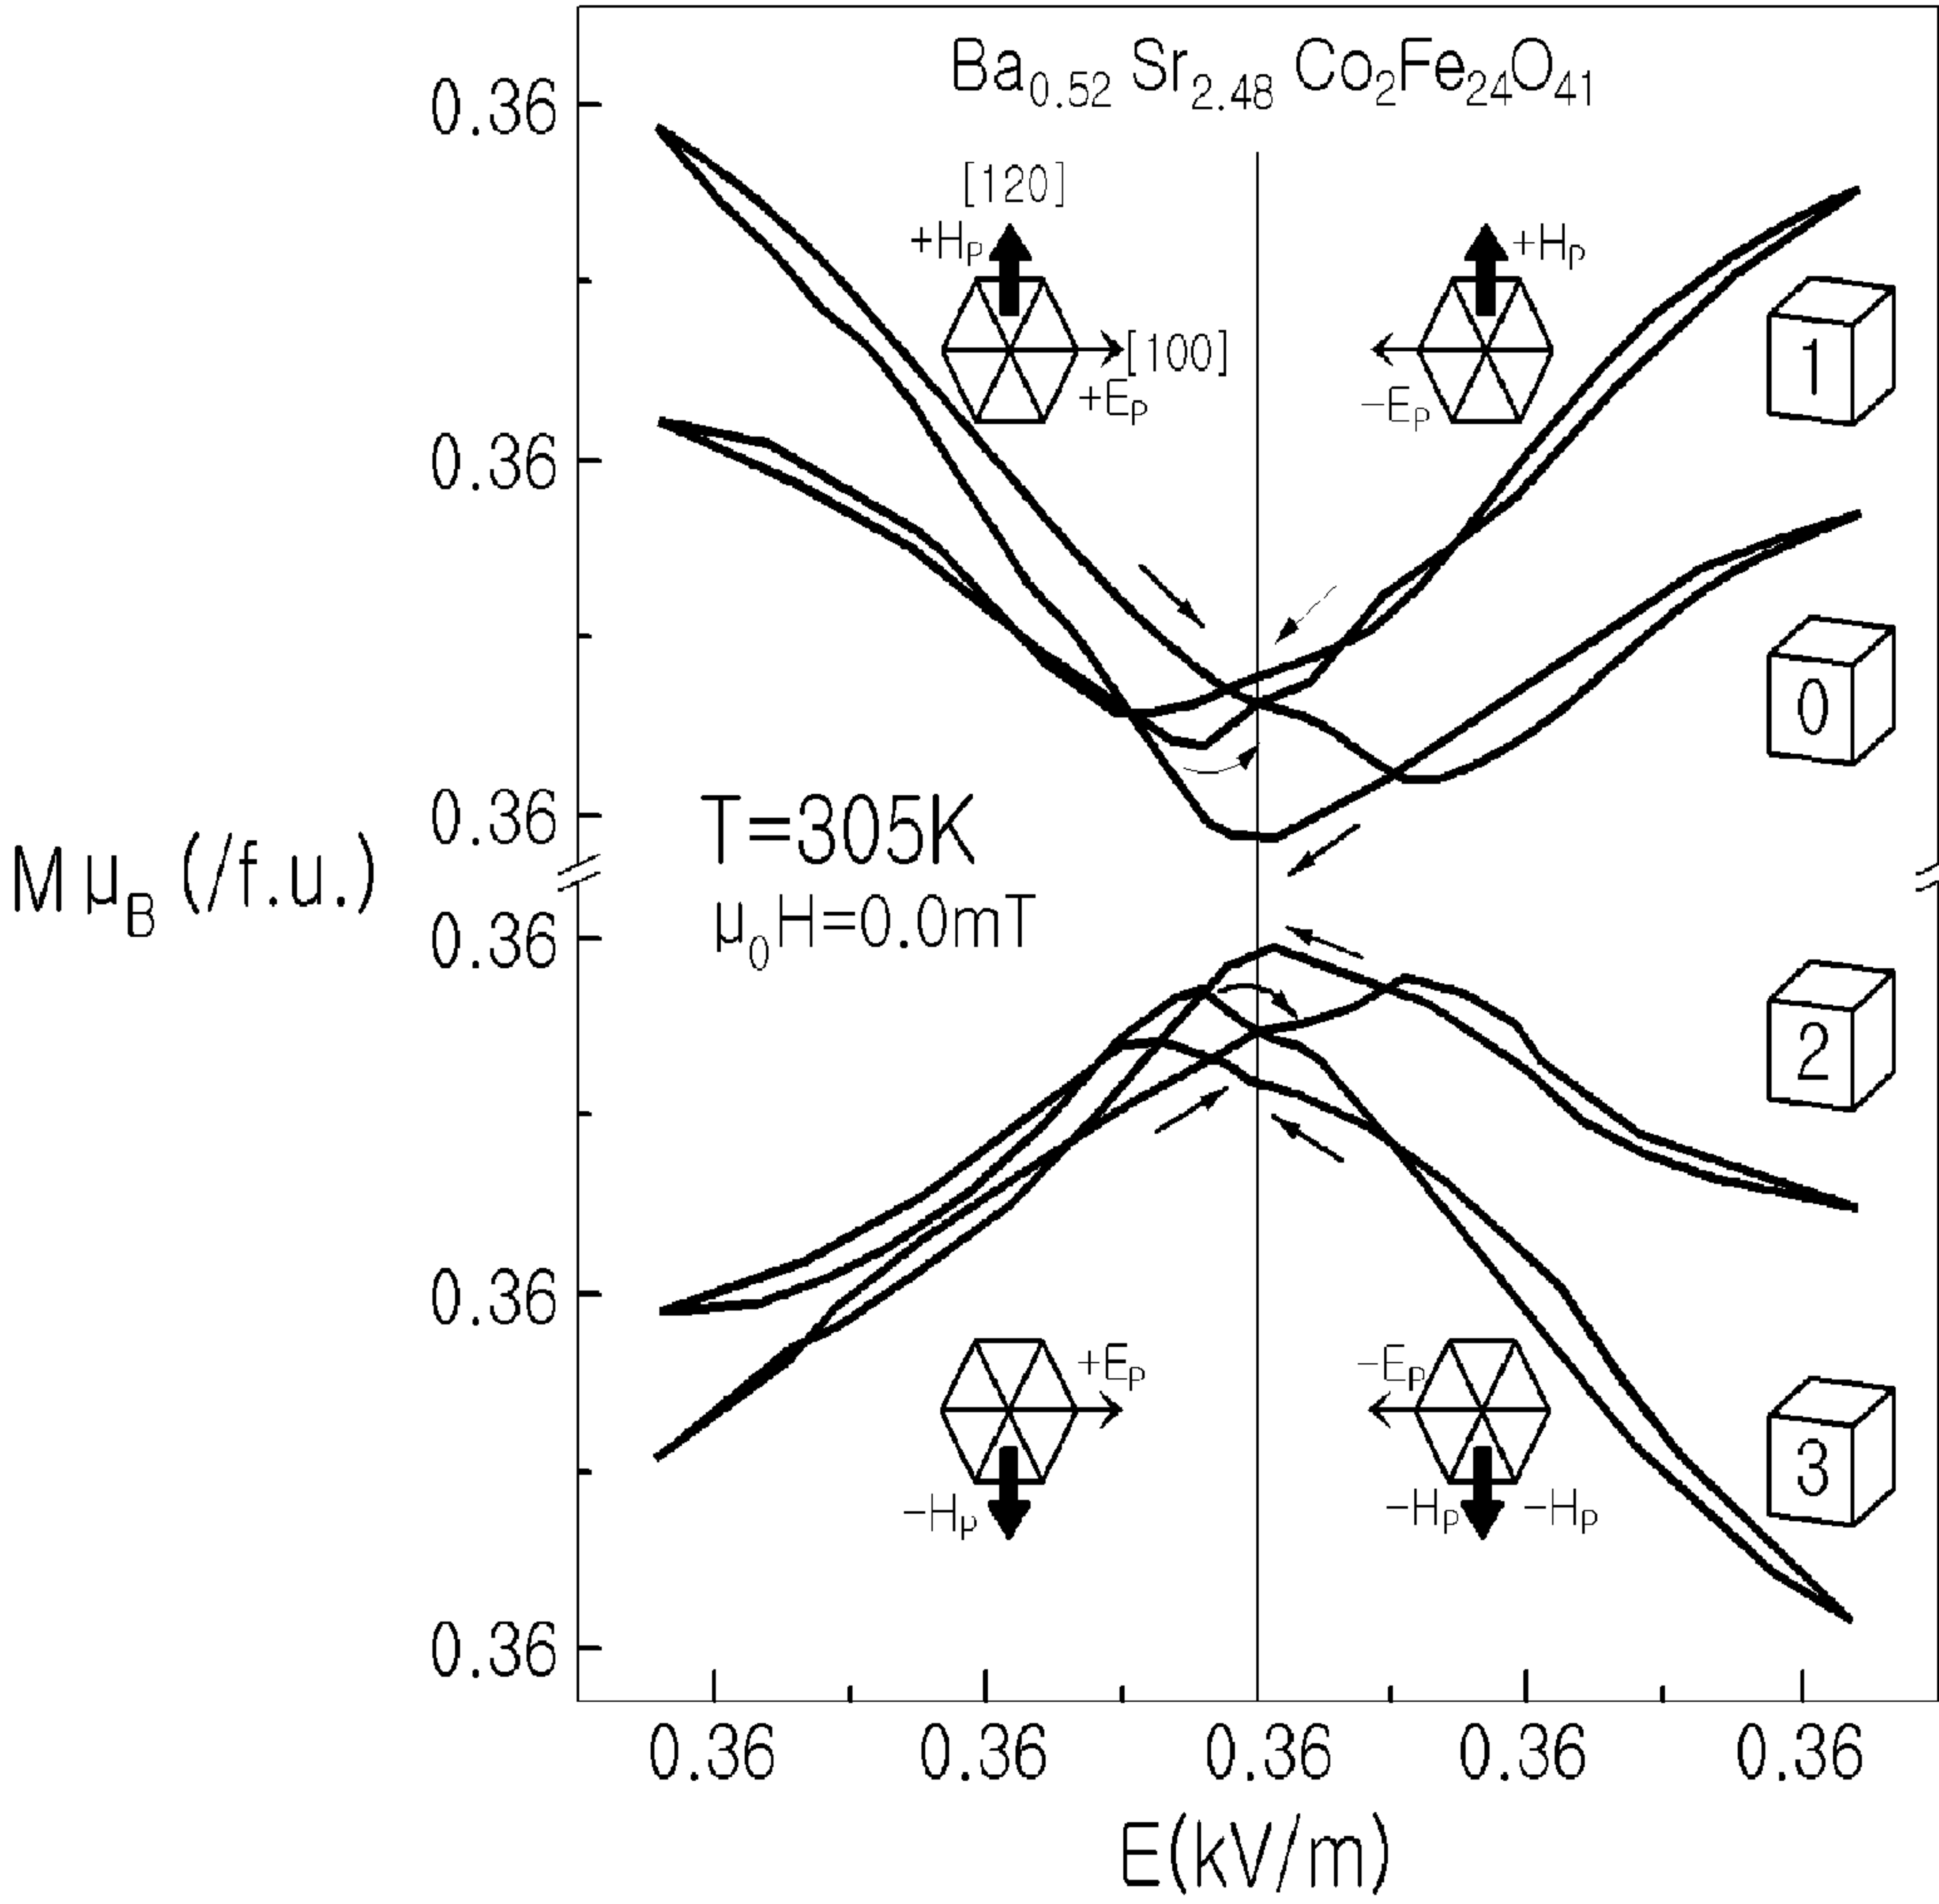 Ba0.52 Sr2.48 Co2Fe24O41
0.36
[120]
+HP
+HP
[100]
+EP
-EP
1
0.36
0
0.36
T=305K
MμB (/f.u.)
μ0H=0.0mT
0.36
2
0.36
+EP
-EP
3
-HP
-HP
-HP
0.36
0.36 0.36 0.36 0.36 0.36
E(kV/m)